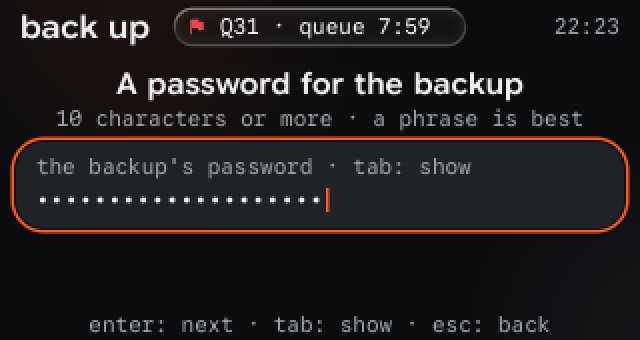 back up
Q31 · queue 7:59
22:23
A password for the backup
10 characters or more · a phrase is best
the backup's password · tab: show
••••••••••••••••••••
enter: next · tab: show · esc: back